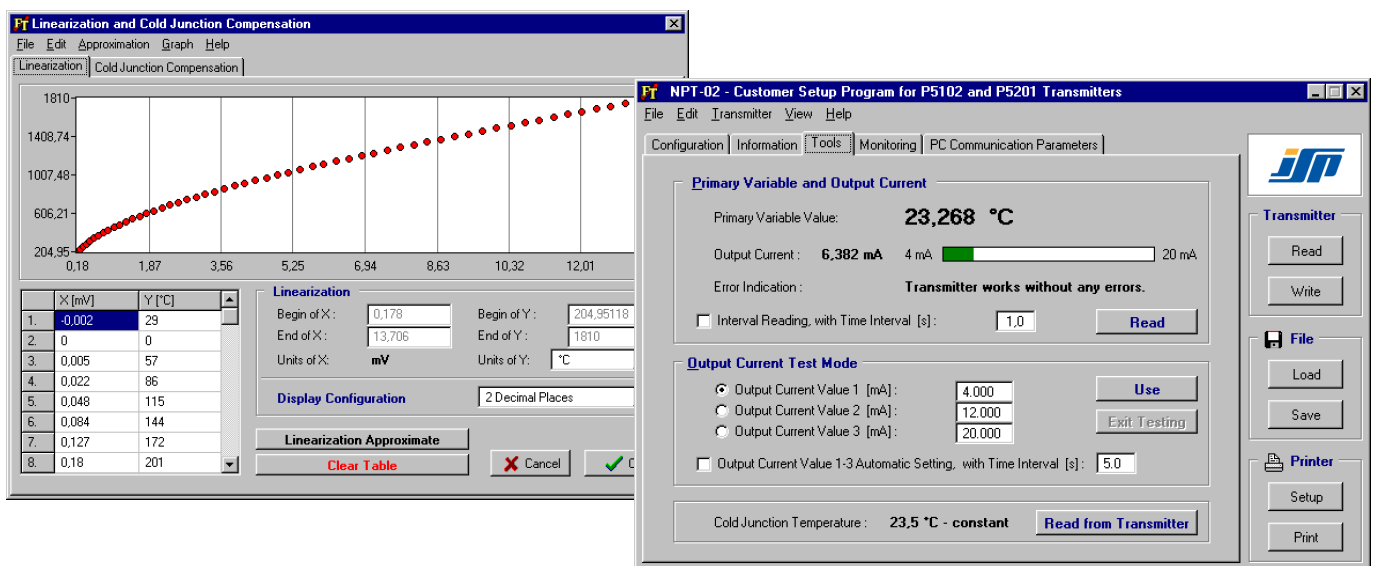 Linearization and Cold Junction Compensation
File Edit Approximation Graph Help
Linearization Cold Junction Compensation
1810
1408,74
1007.48
606,21
204,95
0,18 1,87 3,56 5,25 6,94 8,63 10,32 12,01
X [mV] Y [°C]
1. -0,002 29
2. 0 0
3. 0,005 57
4. 0,022 86
5. 0,048 115
6. 0,084 144
7. 0,127 172
8. 0,18 201
Linearization
Begin of X : 0,178 Begin of Y : 204,95118
End of X : 13,706 End of Y : 1810
Units of X: mV Units of Y: °C
Display Configuration 2 Decimal Places
Linearization Approximate
Clear Table Cancel
NPT-02 - Customer Setup Program for P5102 and P5201 Transmitters
File Edit Transmitter View Help
Configuration Information Tools Monitoring PC Communication Parameters
Primary Variable and Output Current
Primary Variable Value: 23,268 °C
Output Current : 6,382 mA 4 mA 20 mA
Error Indication : Transmitter works without any errors.
Interval Reading, with Time Interval [s] : 1,0 Read
Output Current Test Mode
Output Current Value 1 [mA] : 4.000 Use
Output Current Value 2 [mA] : 12.000 Exit Testing
Output Current Value 3 [mA] : 20.000
Output Current Value 1-3 Automatic Setting, with Time Interval [s] : 5.0
Cold Junction Temperature : 23,5 °C - constant Read from Transmitter
JSP
Transmitter
Read
Write
File
Load
Save
Printer
Setup
Print